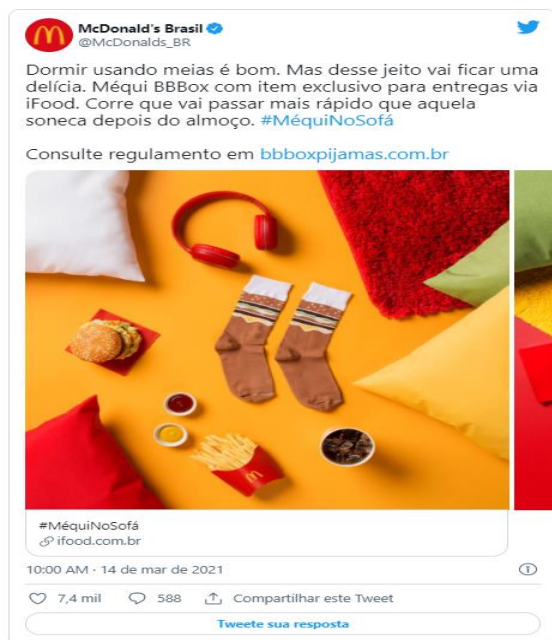 McDonald's Brasil
@McDonalds_BR
Dormir usando meias é bom. Mas desse jeito vai ficar uma
delícia. Méqui BBBox com item exclusivo para entregas via
iFood. Corre que vai passar mais rápido que aquela
soneca depois do almoço. #MéquiNoSofá
Consulte regulamento em bbboxpijamas.com.br
#MéquiNoSofá
ifood.com.br
10:00 AM · 14 de mar de 2021
7,4 mil 588 Compartilhar este Tweet
Tweete sua resposta